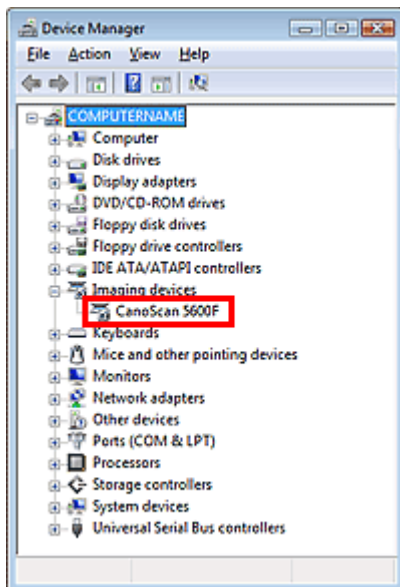 Device Manager
File Action View Help
COMPUTERNAME
Computer
Disk drives
Display adapters
DVD/CD-ROM drives
Floppy disk drives
Floppy drive controllers
IDE ATA/ATAPI controllers
Imaging devices
CanoScan 5600F
Keyboards
Mice and other pointing devices
Monitors
Network adapters
Other devices
Ports (COM & LPT)
Processors
Storage controllers
System devices
Universal Serial Bus controllers